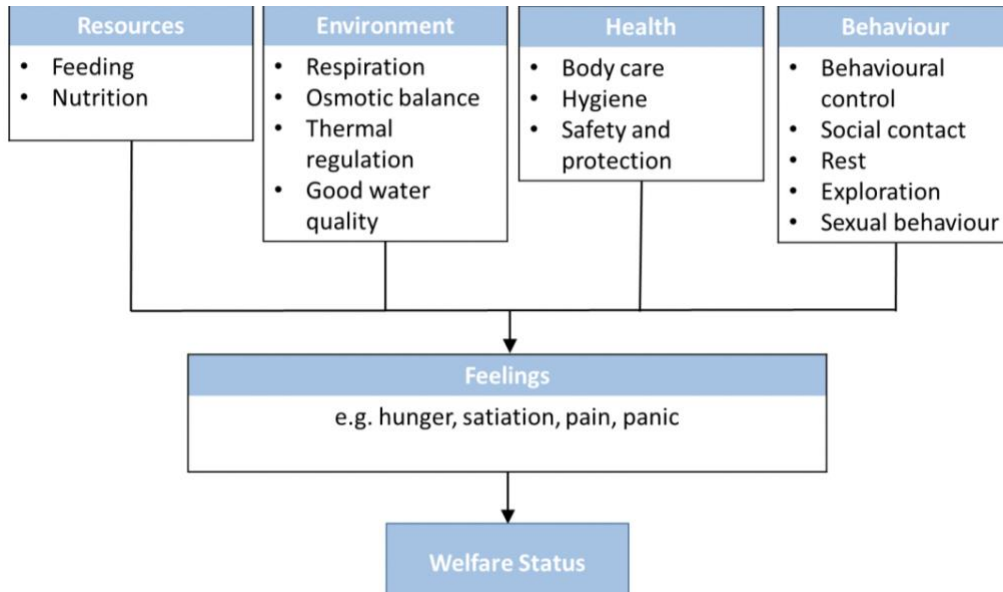 Resources
• Feeding
• Nutrition
Environment
• Respiration
• Osmotic balance
• Thermal
regulation
• Good water
quality
Health
• Body care
• Hygiene
• Safety and
protection
Behaviour
• Behavioural
control
• Social contact
• Rest
• Exploration
• Sexual behaviour
Feelings
e.g. hunger, satiation, pain, panic
Welfare Status